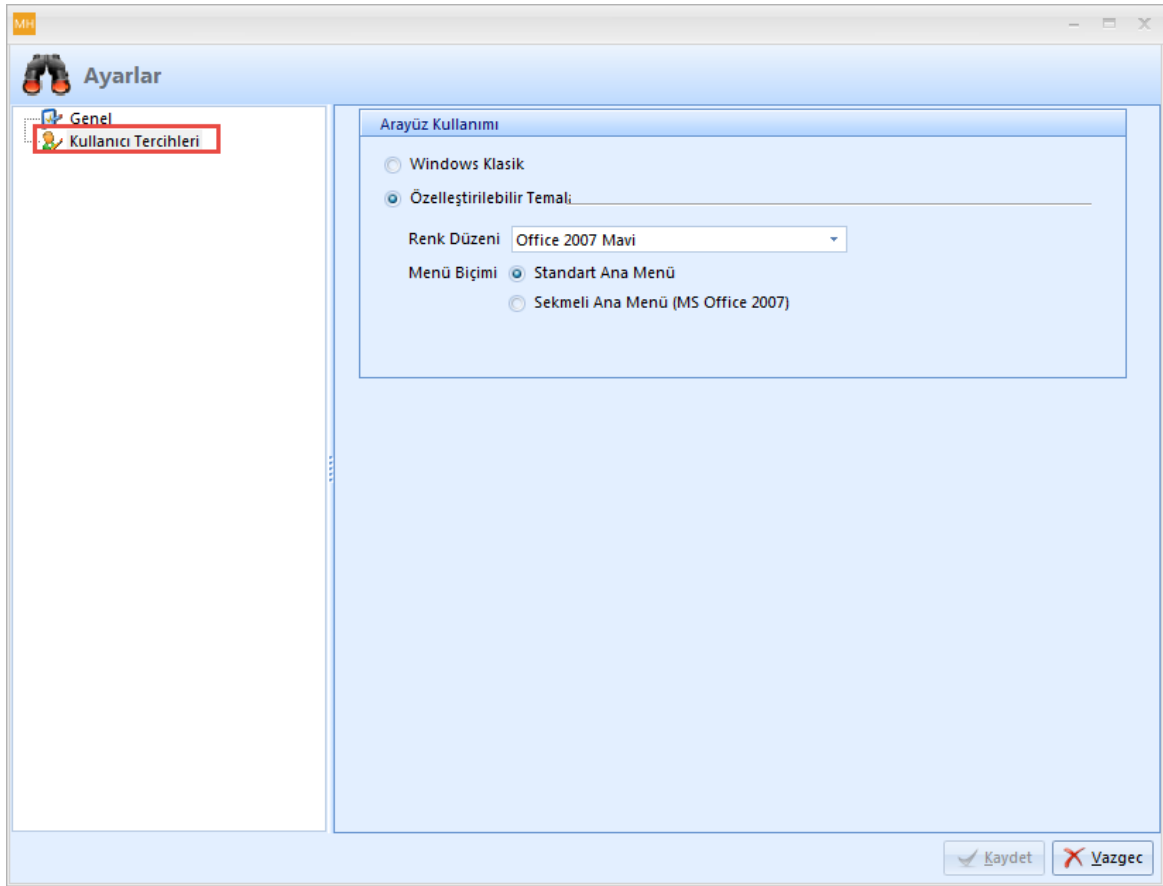 MH
Ayarlar
Genel
Kullanıcı Tercihleri
Arayüz Kullanımı
Windows Klasik
Özelleştirilebilir Temalı
Renk Düzeni Office 2007 Mavi
Menü Biçimi Standart Ana Menü
Sekmeli Ana Menü (MS Office 2007)
Kaydet Vazgec